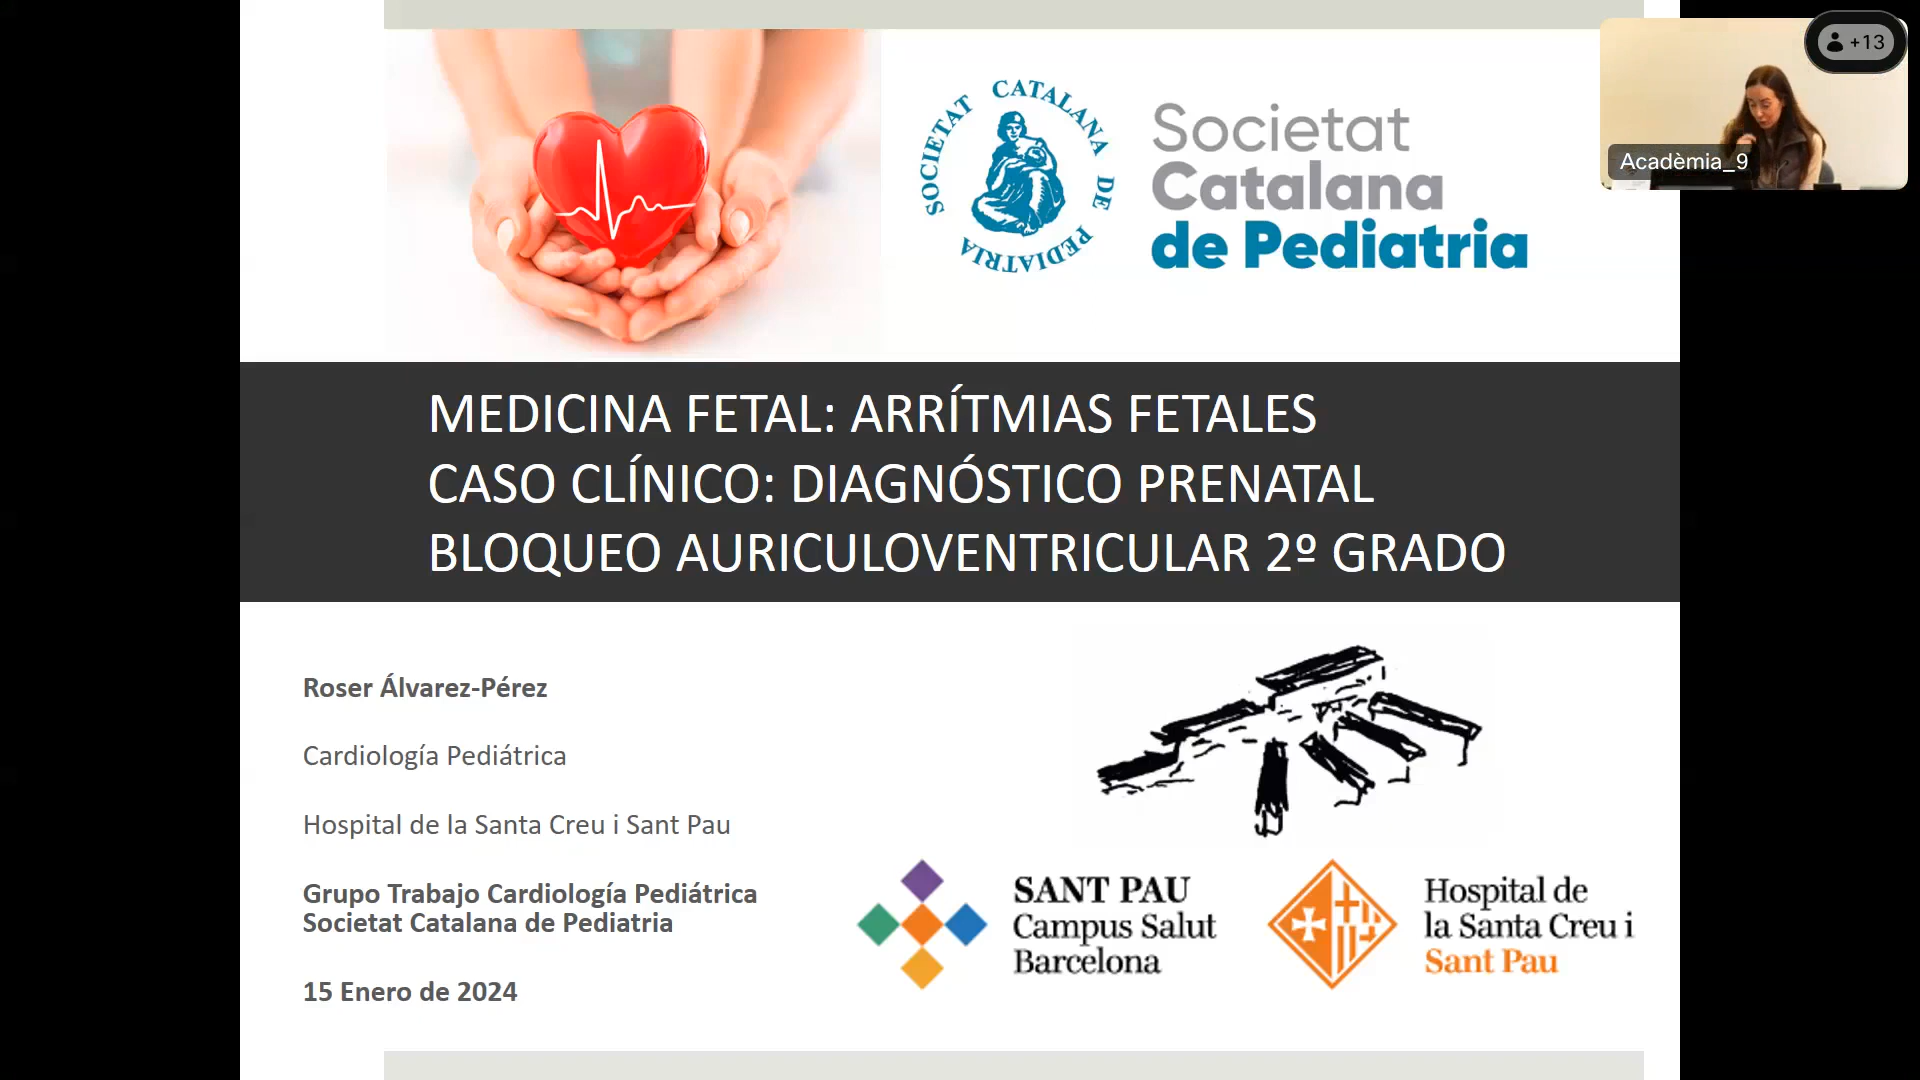 SOCIETAT CATALANA DE PEDIATRIA
Societat
Catalana
de Pediatria
+13
Acadèmia_9
MEDICINA FETAL: ARRÍTMIAS FETALES
CASO CLÍNICO: DIAGNÓSTICO PRENATAL
BLOQUEO AURICULOVENTRICULAR 2º GRADO
Roser Álvarez-Pérez
Cardiología Pediátrica
Hospital de la Santa Creu i Sant Pau
Grupo Trabajo Cardiología Pediátrica
Societat Catalana de Pediatria
15 Enero de 2024
SANT PAU
Campus Salut
Barcelona
Hospital de
la Santa Creu i
Sant Pau